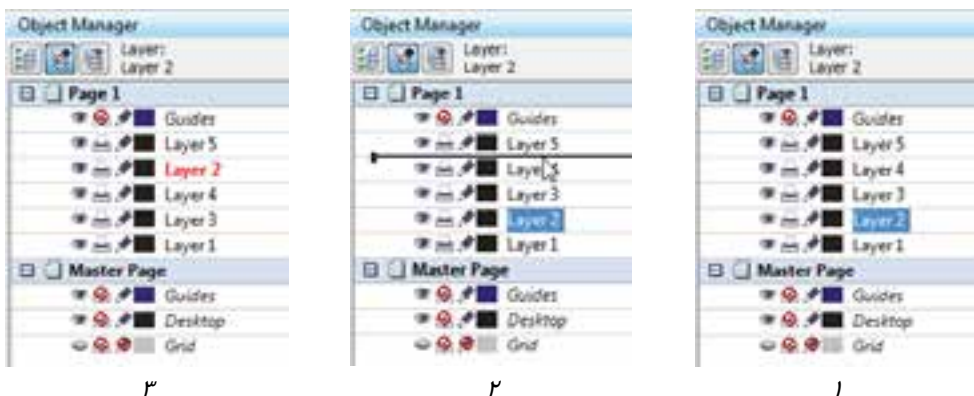 Object Manager
Layer:
Layer 2
Page 1
Guides
Layer 5
Layer 2
Layer 4
Layer 3
Layer 1
Master Page
Guides
Desktop
Grid
۳
Object Manager
Layer:
Layer 2
Page 1
Guides
Layer 5
Layer 4
Layer 3
Layer 2
Layer 1
Master Page
Guides
Desktop
Grid
۲
Object Manager
Layer:
Layer 2
Page 1
Guides
Layer 5
Layer 4
Layer 3
Layer 2
Layer 1
Master Page
Guides
Desktop
Grid
۱